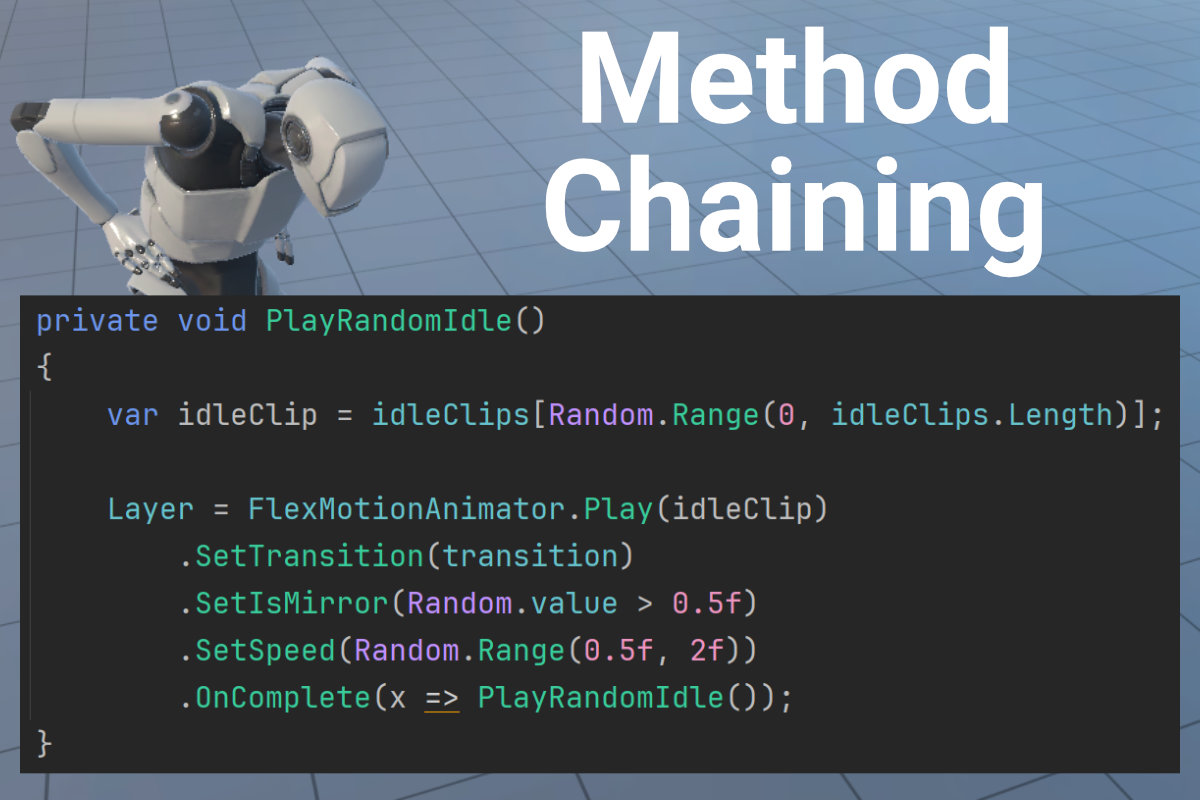 Method
Chaining
private void PlayRandomIdle()
{
    var idleClip = idleClips[Random.Range(0, idleClips.Length)];
    Layer = FlexMotionAnimator.Play(idleClip)
        .SetTransition(transition)
        .SetIsMirror(Random.value > 0.5f)
        .SetSpeed(Random.Range(0.5f, 2f))
        .OnComplete(x => PlayRandomIdle());
}